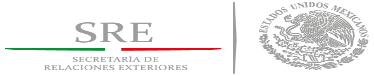 SRE
SECRETARÍA DE
RELACIONES EXTERIORES
ESTADOS UNIDOS MEXICANOS